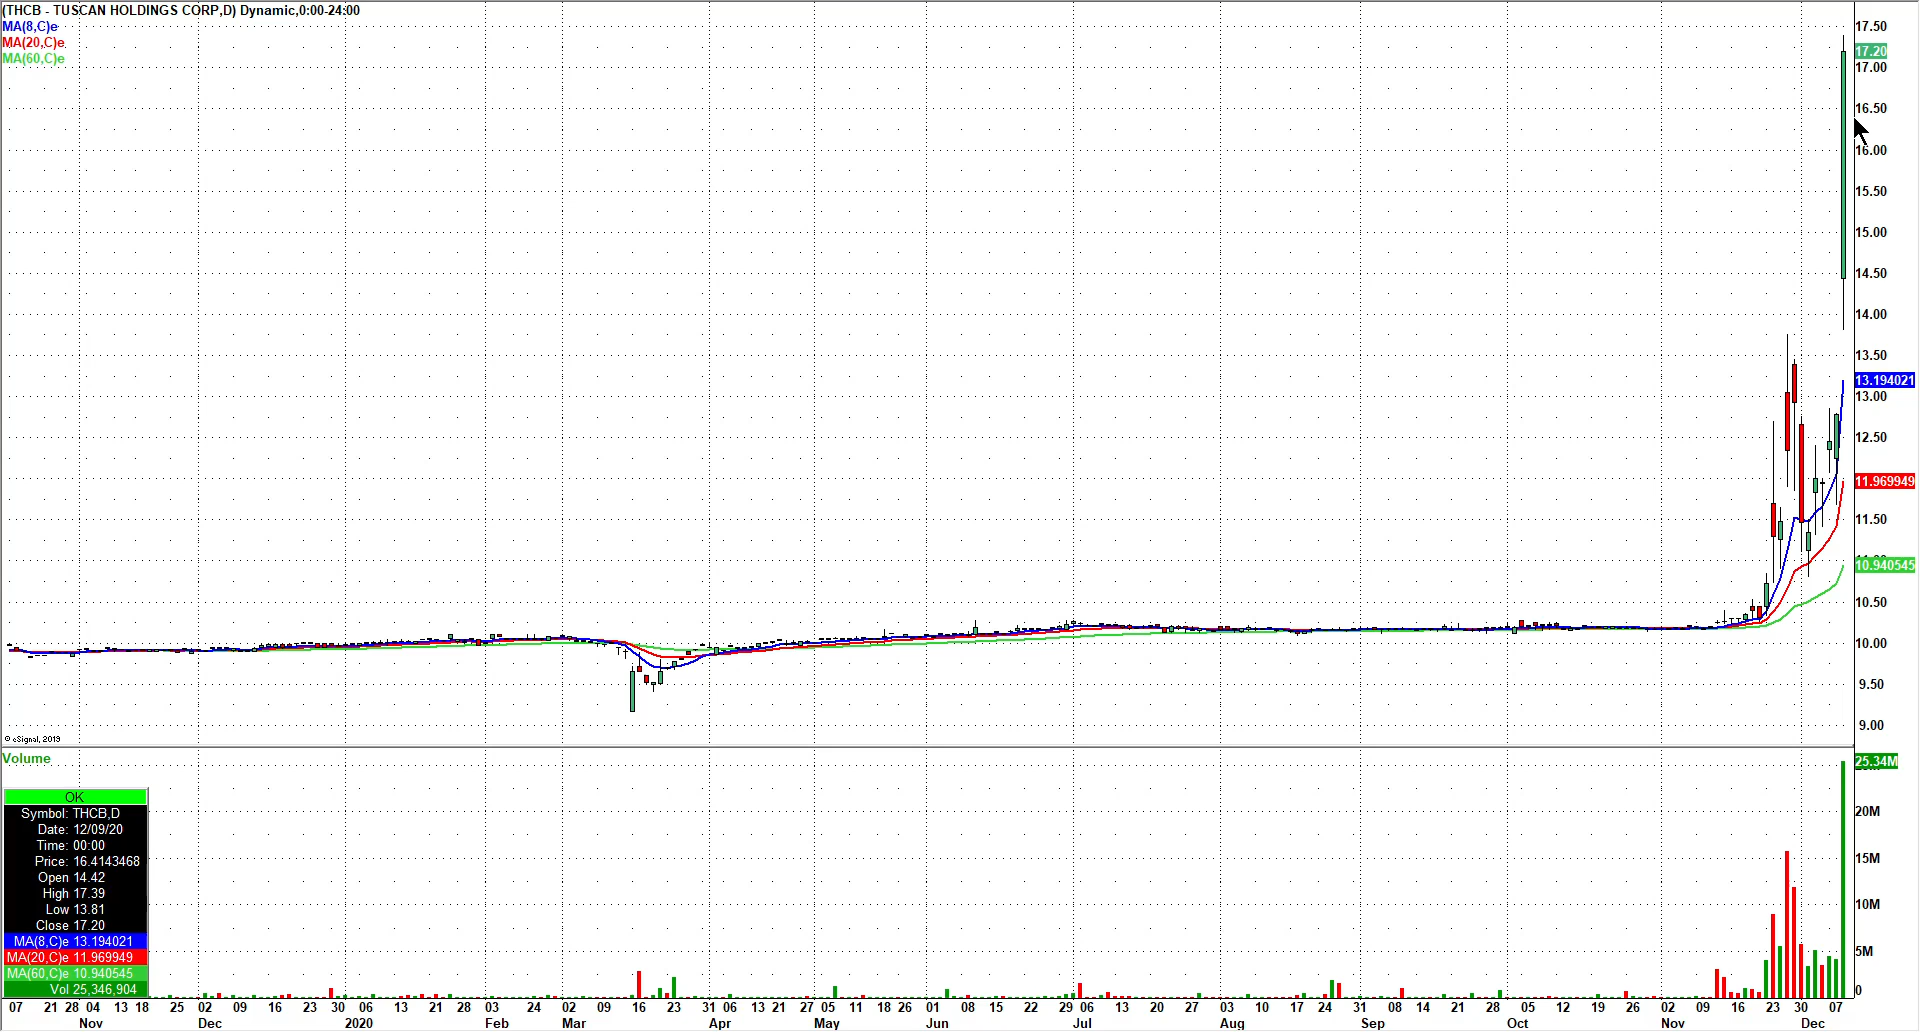 (THCB - TUSCAN HOLDINGS CORP,D) Dynamic,0:00-24:00
MA(8,C)e
MA(20,C)e
MA(60,C)e
17.50
17.20
17.00
16.50
16.00
15.50
15.00
14.50
14.00
13.50
13.194021
13.00
12.50
11.969949
11.50
10.940545
10.50
10.00
9.50
9.00
© eSignal, 2019
Volume
25.34M
20M
15M
10M
5M
0
OK
Symbol: THCB,D
Date: 12/09/20
Time: 00:00
Price: 16.4143468
Open 14.42
High 17.39
Low 13.81
Close 17.20
MA(8,C)e 13.194021
MA(20,C)e 11.969949
MA(60,C)e 10.940545
Vol 25,346,904
07 21 28 04 13 18 25 02 09 16 23 30 06 13 21 28 03 24 02 09 16 23 31 06 13 21 27 05 11 18 26 01 08 15 22 29 06 13 20 27 03 10 17 24 31 08 14 21 28 05 12 19 26 02 09 16 23 30 07
Nov Dec 2020 Feb Mar Apr May Jun Jul Aug Sep Oct Nov Dec